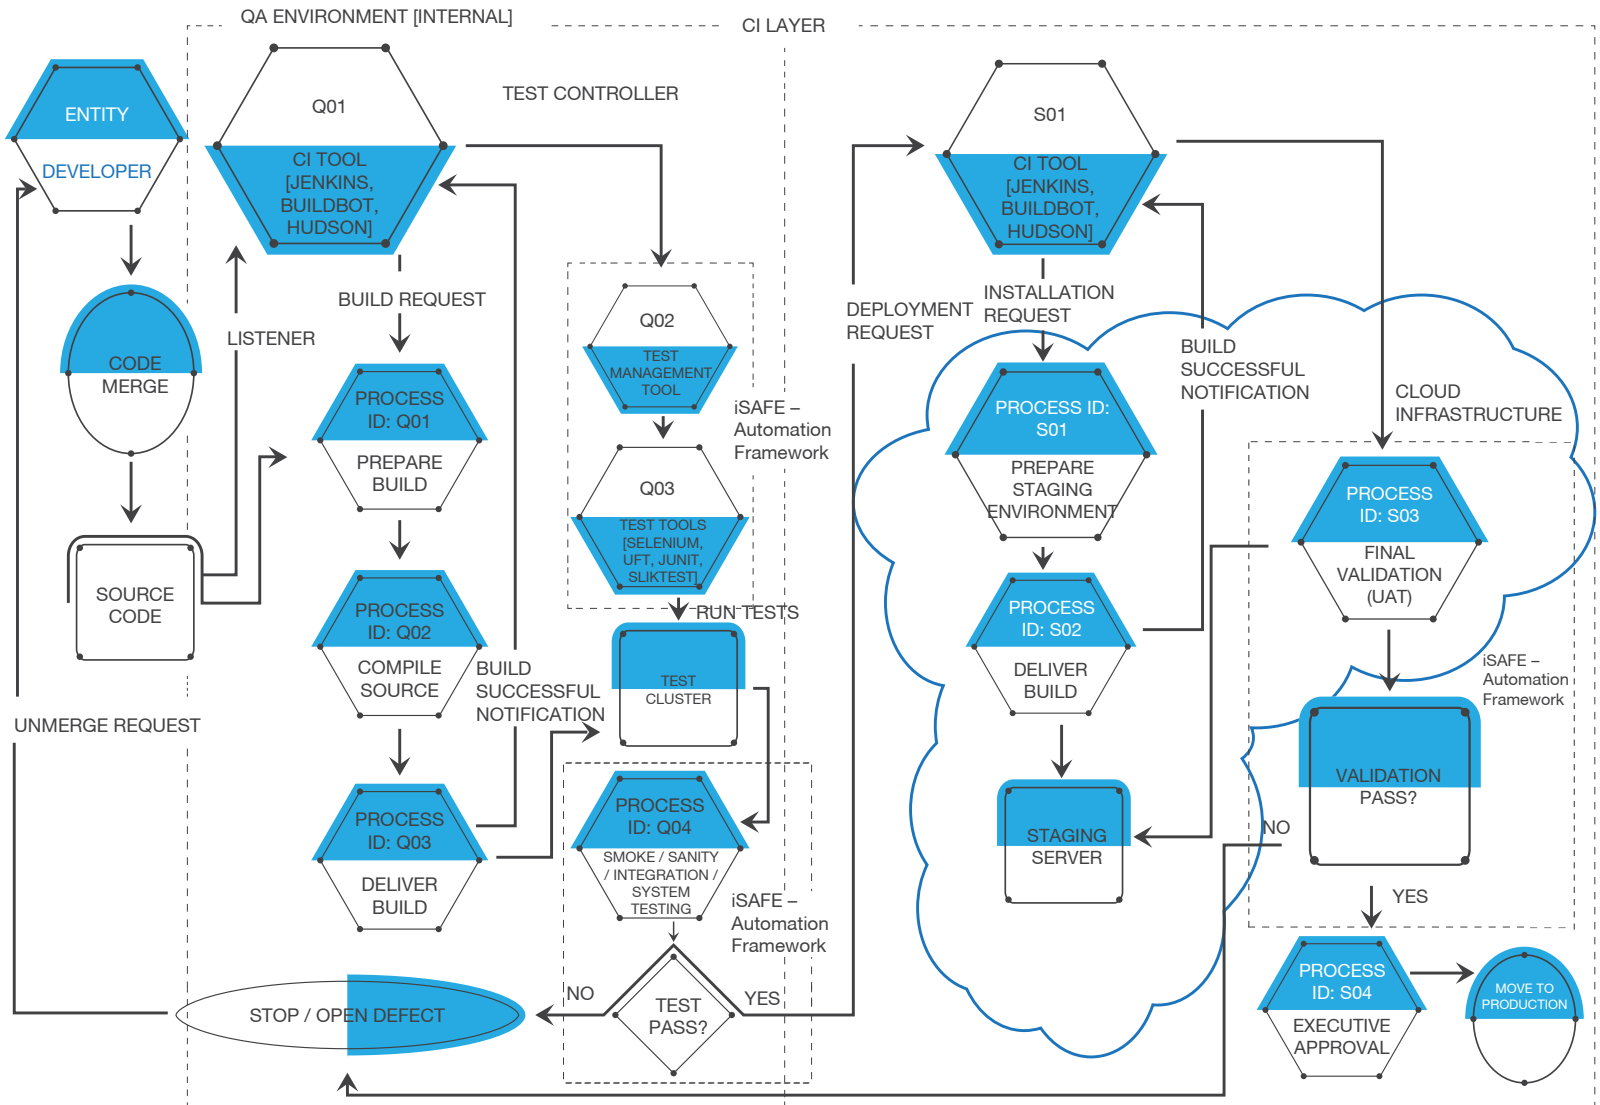 QA ENVIRONMENT [INTERNAL]
CI LAYER
ENTITY
DEVELOPER
Q01
CI TOOL
[JENKINS,
BUILDBOT,
HUDSON]
TEST CONTROLLER
S01
CI TOOL
[JENKINS,
BUILDBOT,
HUDSON]
BUILD REQUEST
LISTENER
CODE
MERGE
SOURCE
CODE
UNMERGE REQUEST
PROCESS
ID: Q01
PREPARE
BUILD
PROCESS
ID: Q02
COMPILE
SOURCE
PROCESS
ID: Q03
DELIVER
BUILD
BUILD
SUCCESSFUL
NOTIFICATION
Q02
TEST
MANAGEMENT
TOOL
iSAFE –
Automation
Framework
Q03
TEST TOOLS
[SELENIUM,
UFT, JUNIT,
SLIKTEST]
RUN TESTS
TEST
CLUSTER
PROCESS
ID: Q04
SMOKE / SANITY
/ INTEGRATION /
SYSTEM
TESTING
iSAFE –
Automation
Framework
TEST
PASS?
NO
YES
STOP / OPEN DEFECT
DEPLOYMENT
REQUEST
INSTALLATION
REQUEST
BUILD
SUCCESSFUL
NOTIFICATION
CLOUD
INFRASTRUCTURE
PROCESS ID:
S01
PREPARE
STAGING
ENVIRONMENT
PROCESS
ID: S02
DELIVER
BUILD
STAGING
SERVER
PROCESS
ID: S03
FINAL
VALIDATION
(UAT)
iSAFE –
Automation
Framework
VALIDATION
PASS?
NO
YES
PROCESS
ID: S04
EXECUTIVE
APPROVAL
MOVE TO
PRODUCTION